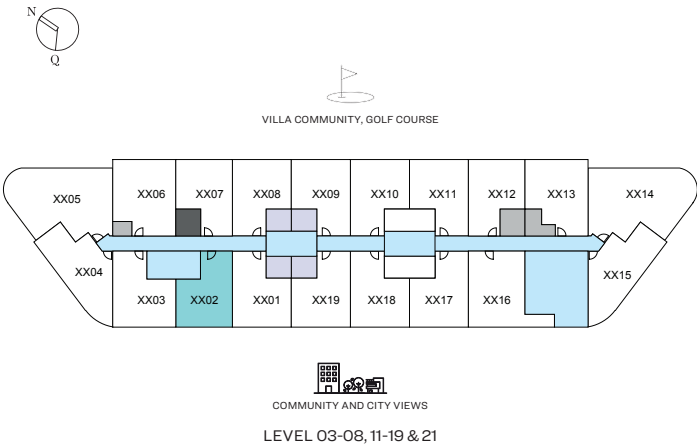 N
Q
VILLA COMMUNITY, GOLF COURSE
XX05 XX06 XX07 XX08 XX09 XX10 XX11 XX12 XX13 XX14
XX04 XX03 XX02 XX01 XX19 XX18 XX17 XX16 XX15
COMMUNITY AND CITY VIEWS
LEVEL 03-08, 11-19 & 21